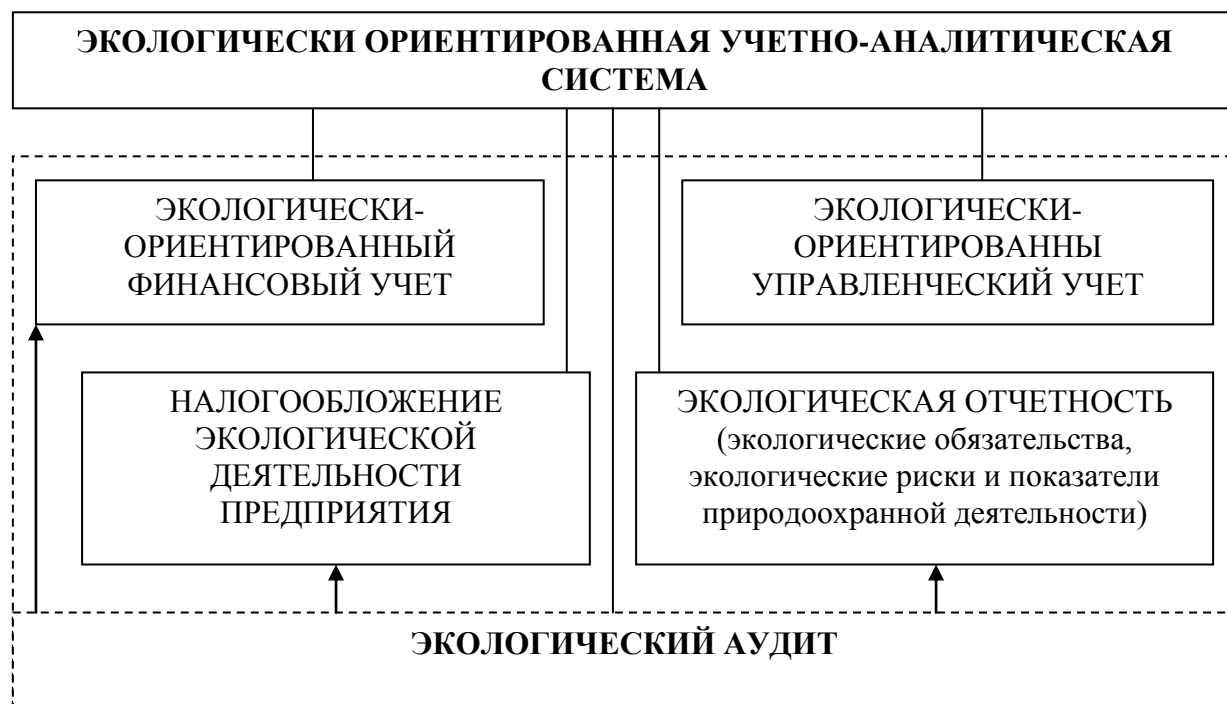 ЭКОЛОГИЧЕСКИ ОРИЕНТИРОВАННАЯ УЧЕТНО-АНАЛИТИЧЕСКАЯ
СИСТЕМА
ЭКОЛОГИЧЕСКИ-
ОРИЕНТИРОВАННЫЙ
ФИНАНСОВЫЙ УЧЕТ
ЭКОЛОГИЧЕСКИ-
ОРИЕНТИРОВАННЫ
УПРАВЛЕНЧЕСКИЙ УЧЕТ
НАЛОГООБЛОЖЕНИЕ
ЭКОЛОГИЧЕСКОЙ
ДЕЯТЕЛЬНОСТИ
ПРЕДПРИЯТИЯ
ЭКОЛОГИЧЕСКАЯ ОТЧЕТНОСТЬ
(экологические обязательства,
экологические риски и показатели
природоохранной деятельности)
ЭКОЛОГИЧЕСКИЙ АУДИТ